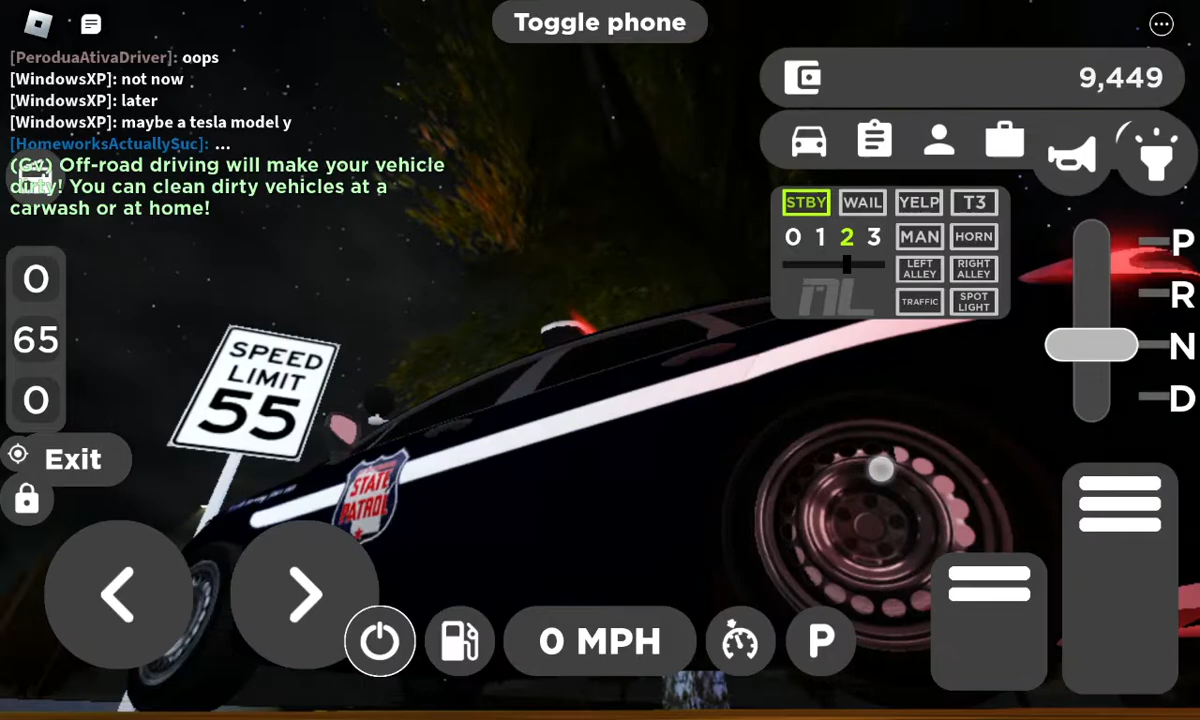 Toggle phone
[PeroduaAtivaDriver]: oops
[WindowsXP]: not now
[WindowsXP]: later
[WindowsXP]: maybe a tesla model y
[HomeworksActuallySuc]: ...
(GV) Off-road driving will make your vehicle
dirty! You can clean dirty vehicles at a
carwash or at home!
9,449
STBY WAIL YELP T3
0 1 2 3 MAN HORN
LEFT ALLEY RIGHT ALLEY
TRAFFIC SPOT LIGHT
NL
P
R
N
D
0
65
0
Exit
SPEED
LIMIT
55
STATE
PATROL
0 MPH
P